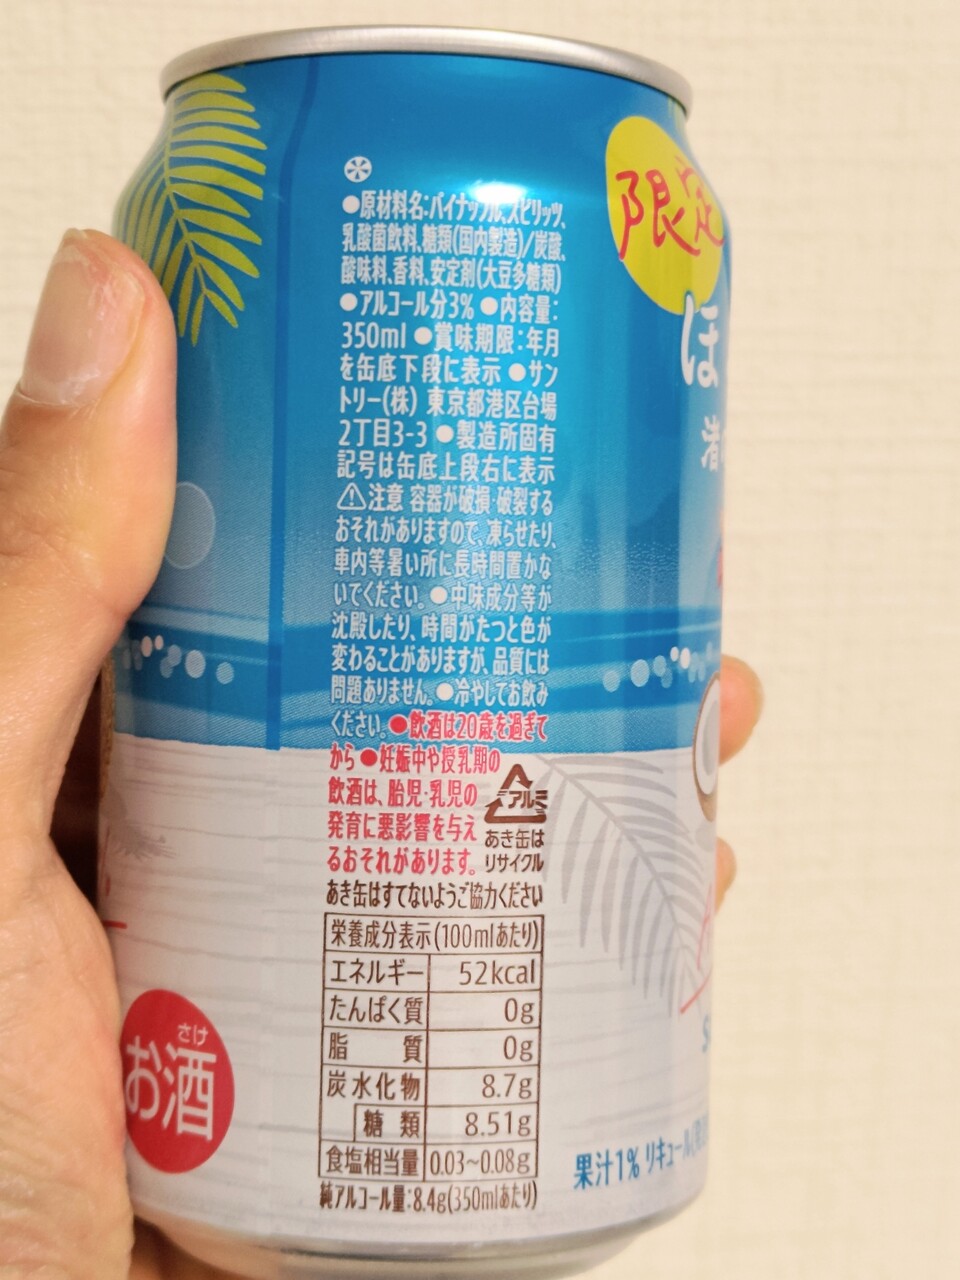 ●原材料名:パイナップル、スピリッツ、
乳酸菌飲料、糖類(国内製造)/炭酸、
酸味料、香料、安定剤(大豆多糖類)
●アルコール分3% ●内容量:
350ml ●賞味期限:年月
を缶底下段に表示 ●サン
トリー(株) 東京都港区台場
2丁目3-3 ●製造所固有
記号は缶底上段右に表示
⚠注意 容器が破損・破裂する
おそれがありますので、凍らせたり、
車内等暑い所に長時間置かな
いでください。●中味成分等が
沈殿したり、時間がたつと色が
変わることがありますが、品質には
問題ありません。●冷やしてお飲み
ください。●飲酒は20歳を過ぎて
から ●妊娠中や授乳期の
飲酒は、胎児・乳児の
発育に悪影響を与え
るおそれがあります。
アルミ
あき缶は
リサイクル
あき缶はすてないようご協力ください
栄養成分表示(100mlあたり)
エネルギー 52kcal
たんぱく質 0g
脂質 0g
炭水化物 8.7g
糖類 8.51g
食塩相当量 0.03~0.08g
純アルコール量:8.4g(350mlあたり)
さけ
お酒
限定
ほ
果汁1% リキュール